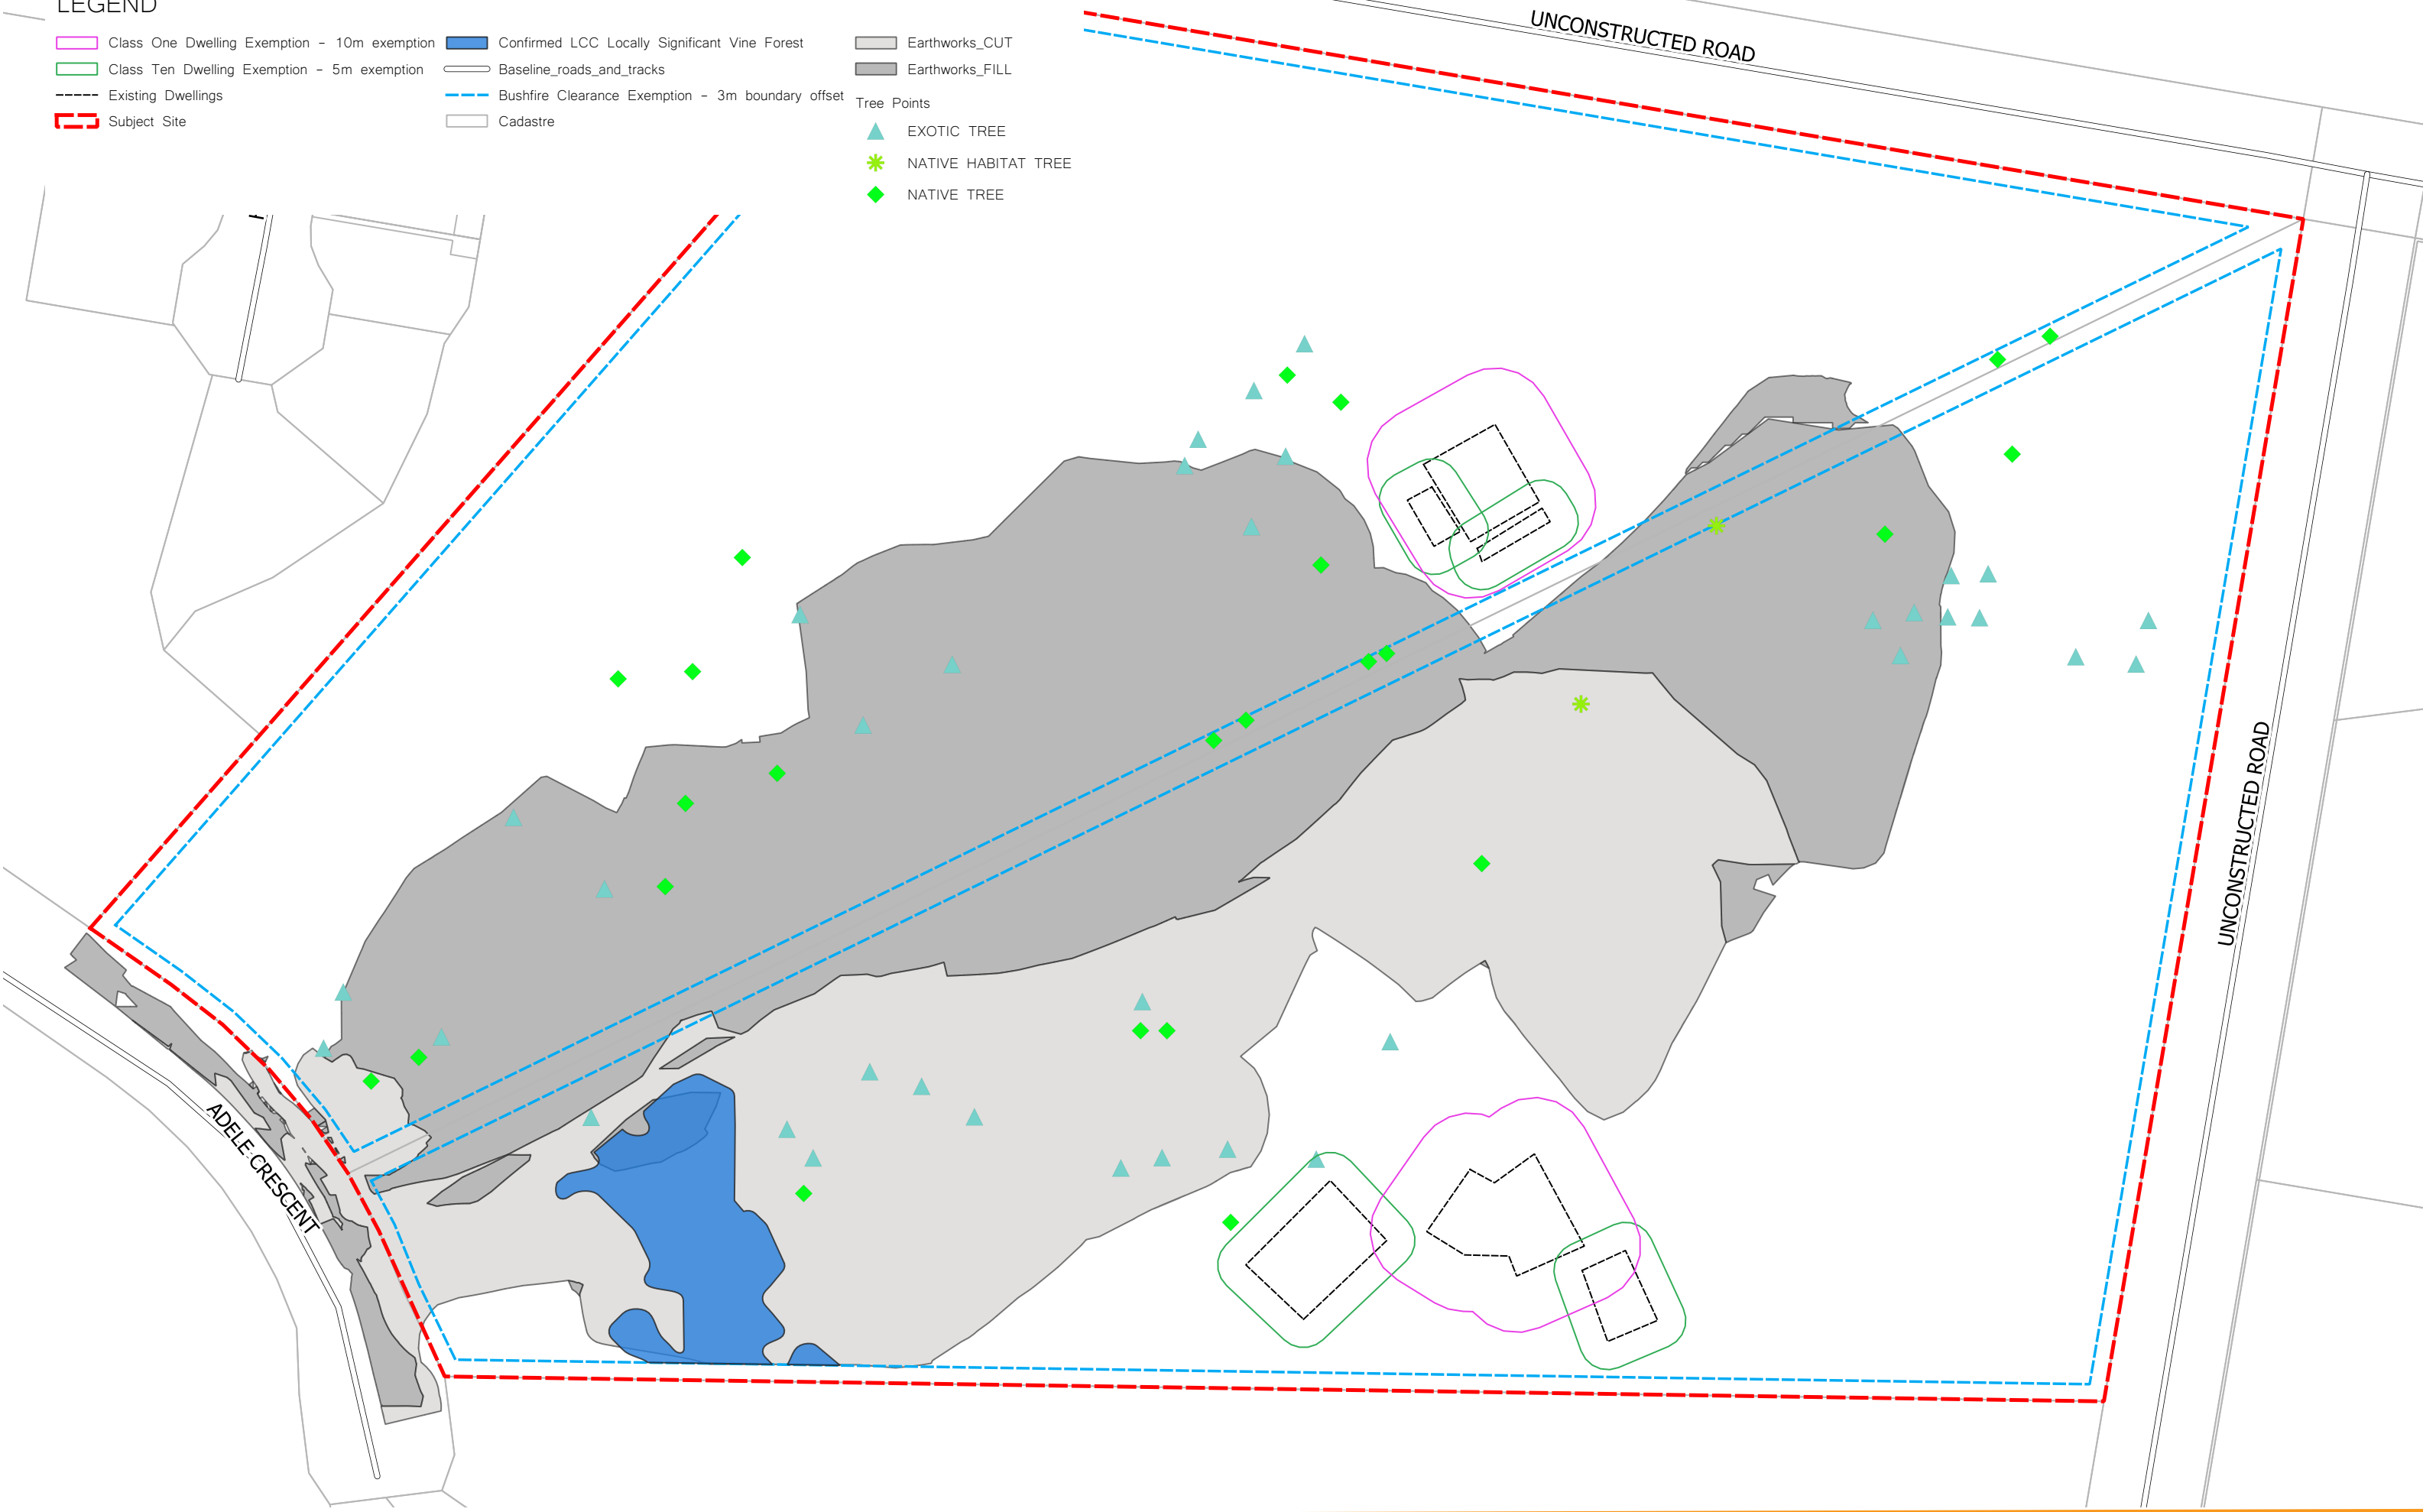 LEGEND
Class One Dwelling Exemption - 10m exemption
Class Ten Dwelling Exemption - 5m exemption
Existing Dwellings
Subject Site
Confirmed LCC Locally Significant Vine Forest
Baseline_roads_and_tracks
Bushfire Clearance Exemption - 3m boundary offset
Cadastre
Earthworks_CUT
Earthworks_FILL
Tree Points
EXOTIC TREE
NATIVE HABITAT TREE
NATIVE TREE
UNCONSTRUCTED ROAD
UNCONSTRUCTED ROAD
ADELE CRESCENT